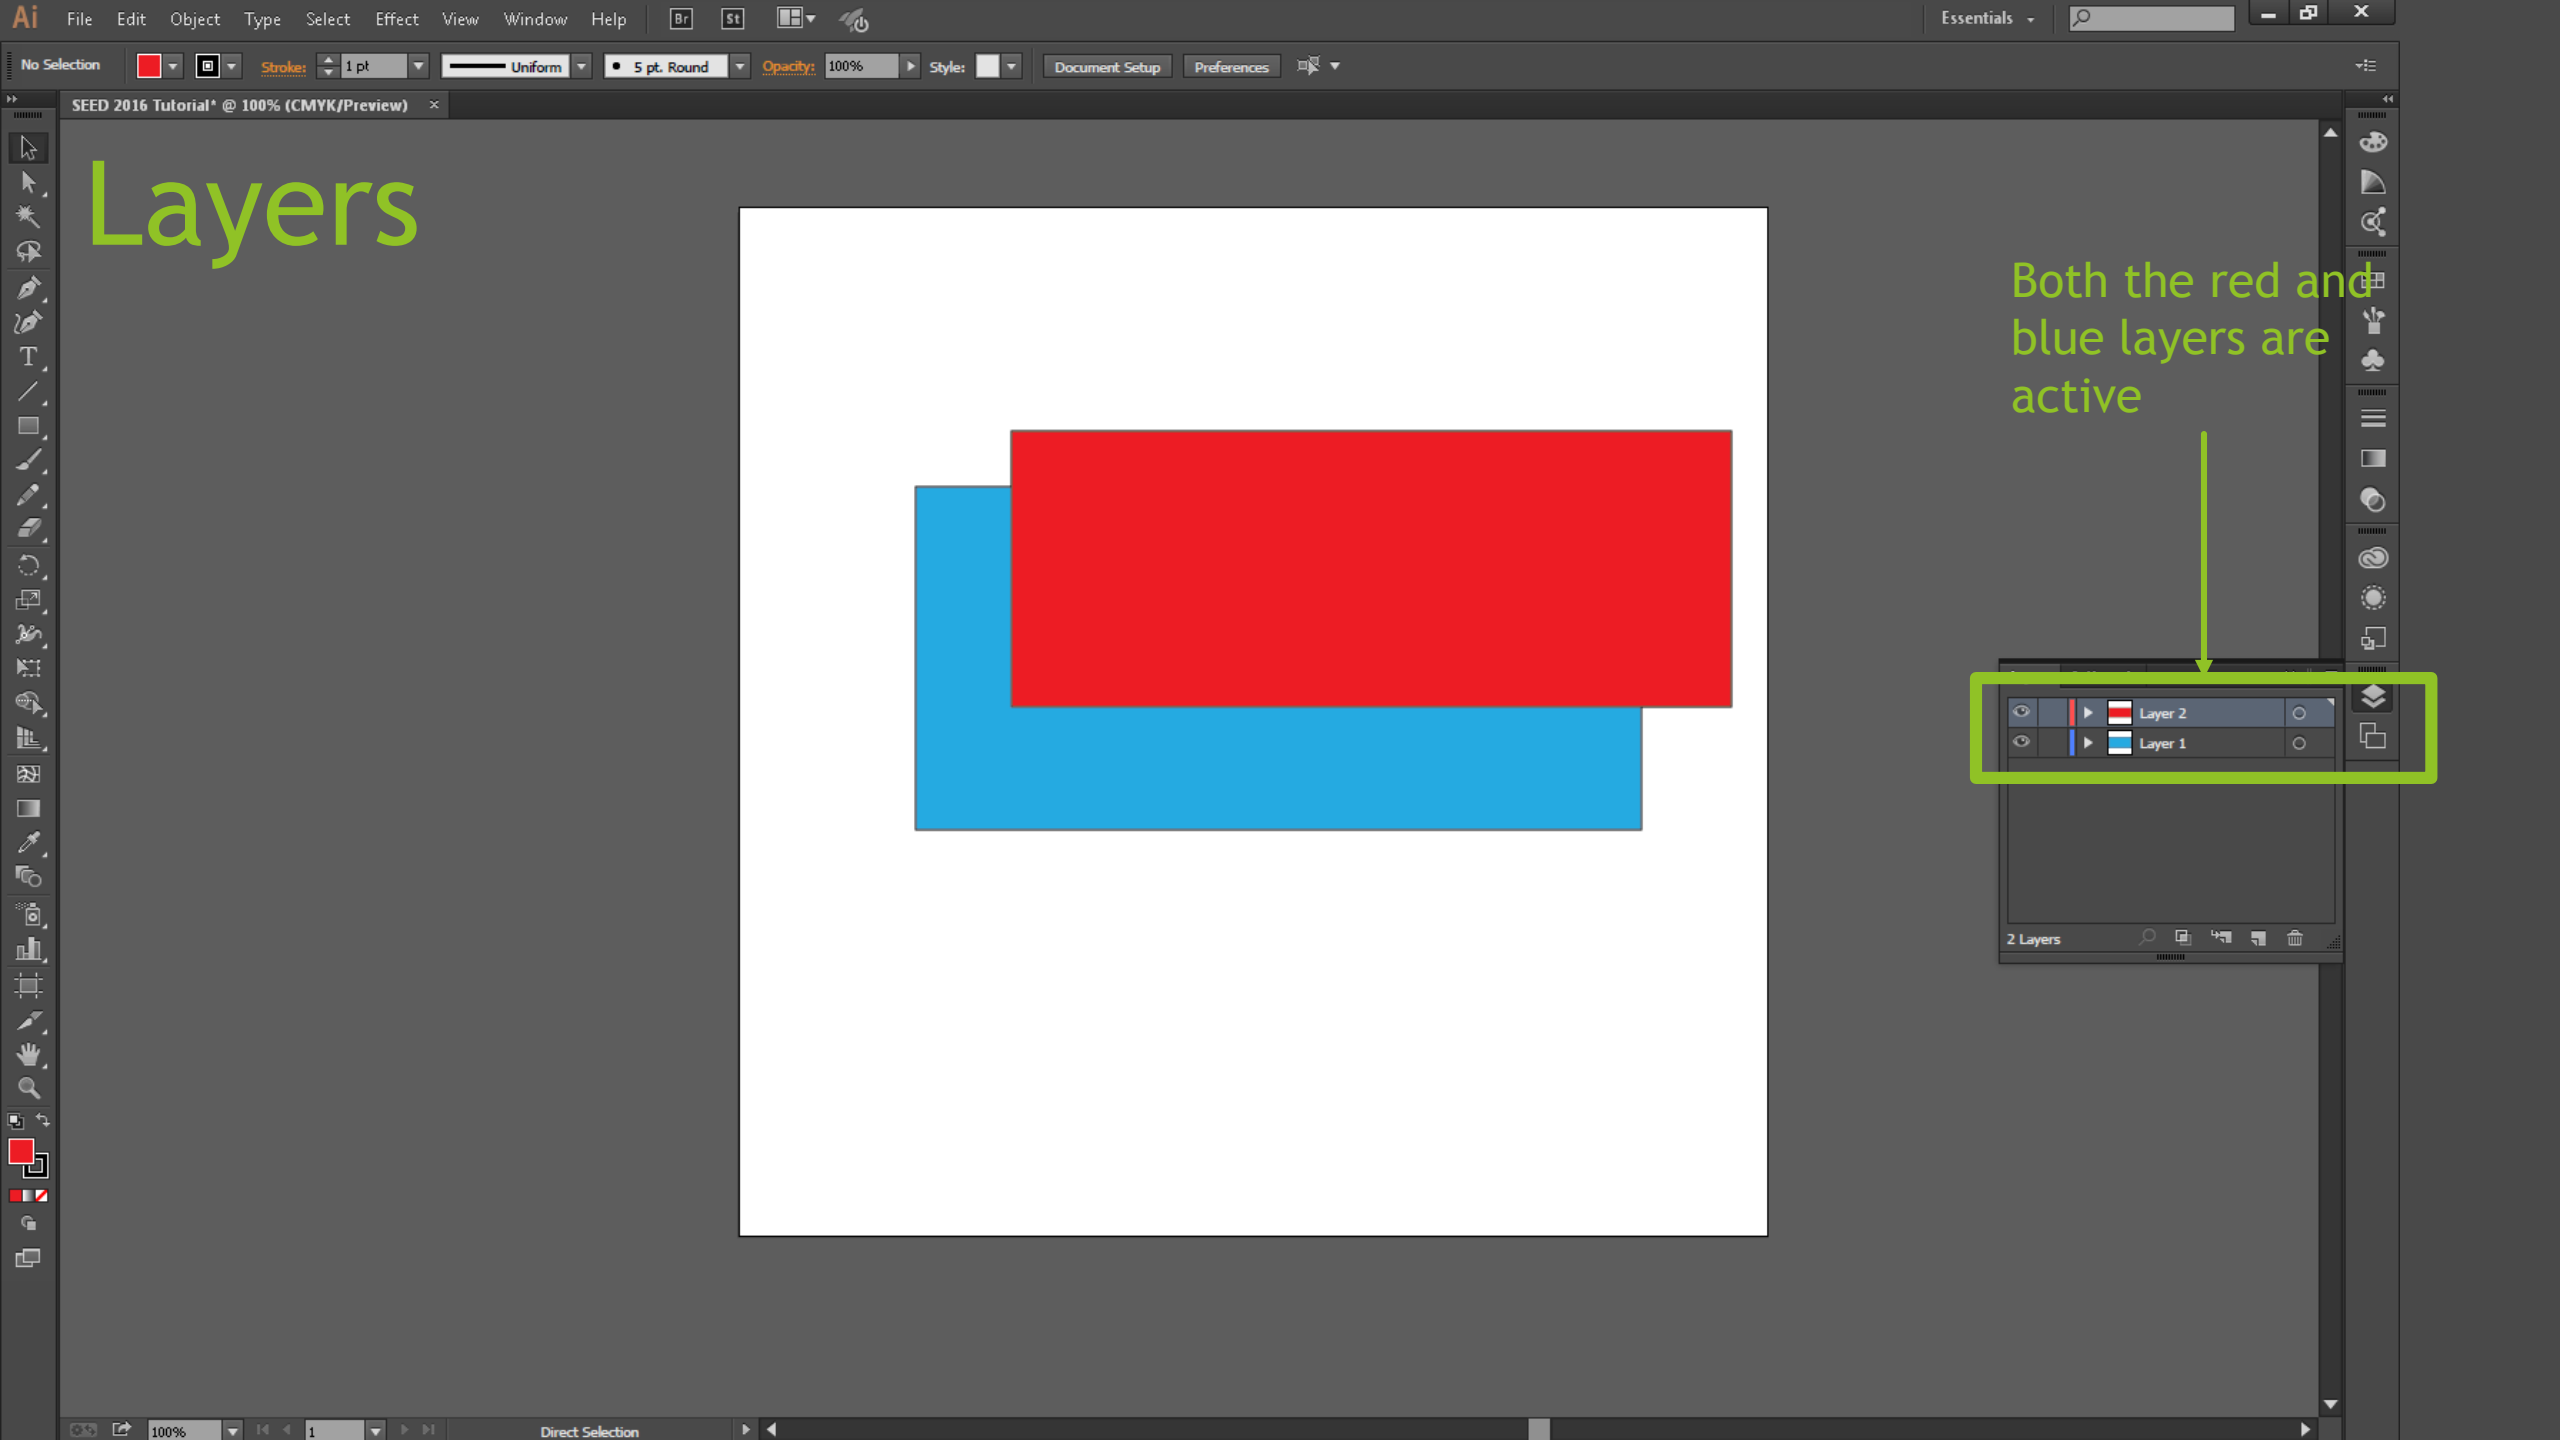 Ai File Edit Object Type Select Effect View Window Help Br St Essentials
No Selection Stroke: 1 pt Uniform 5 pt. Round Opacity: 100% Style: Document Setup Preferences
SEED 2016 Tutorial* @ 100% (CMYK/Preview)
Layers
Both the red and
blue layers are
active
Layer 2
Layer 1
2 Layers
100% 1 Direct Selection